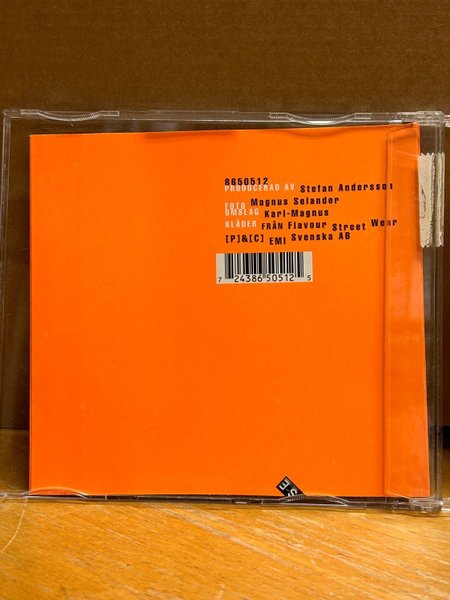 8650512
PRODUCERAD AV Stefan Andersson
FOTO Magnus Selander
OMSLAG Karl-Magnus
KLÄDER FRÅN Flavour Street Wear
[P]&[C] EMI Svenska AB
7 24386 50512 5